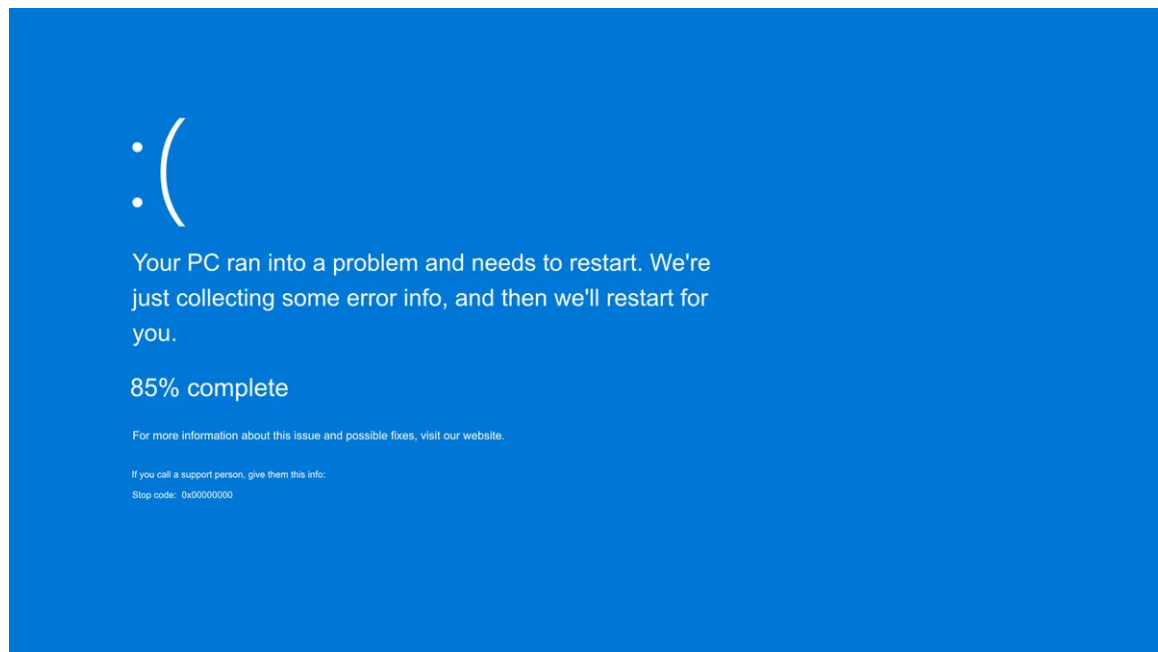 :(
Your PC ran into a problem and needs to restart. We're
just collecting some error info, and then we'll restart for
you.
85% complete
For more information about this issue and possible fixes, visit our website.
If you call a support person, give them this info:
Stop code: 0x00000000